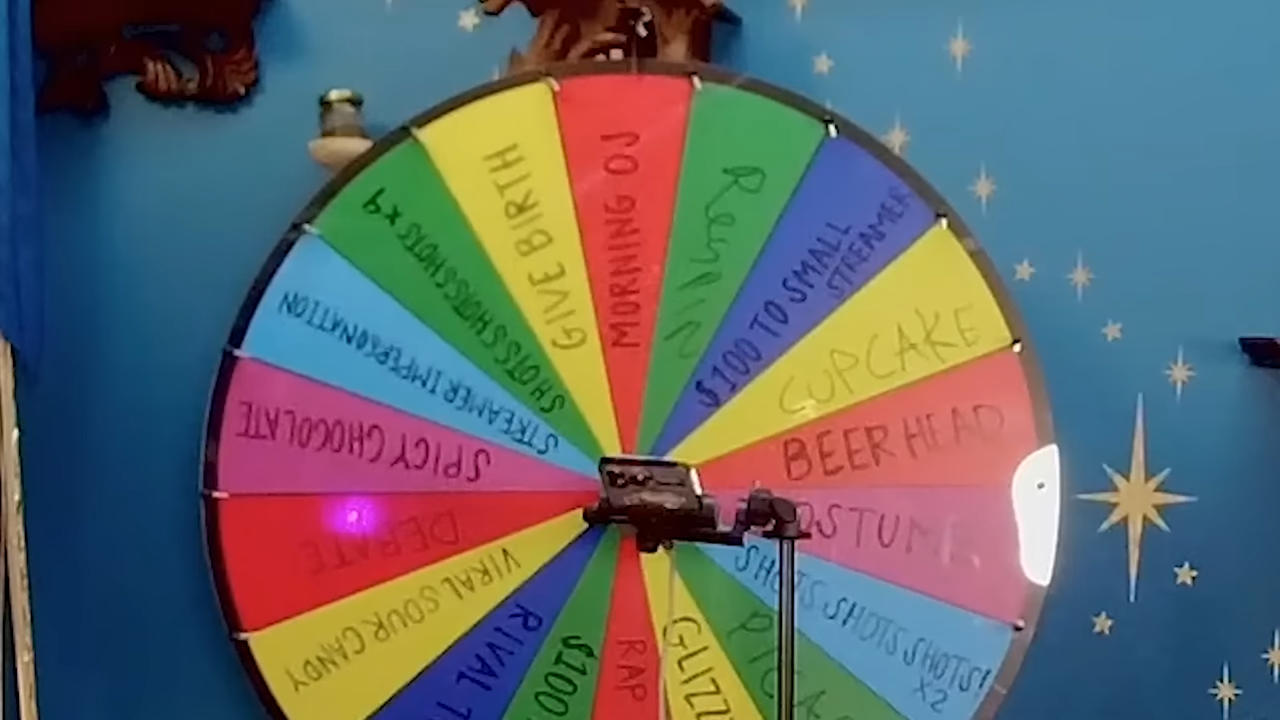 MORNING OJ
$100 TO SMALL
STREAMER
CUPCAKE
BEER HEAD
SHOTS SHOTS SHOTS!
X2
RAP
$100
RIVAL
VIRAL SOUR CANDY
DEBATE
SPICY CHOCOLATE
STREAMER IMPERSONATION
SHOTS SHOTS SHOTS x4
GIVE BIRTH